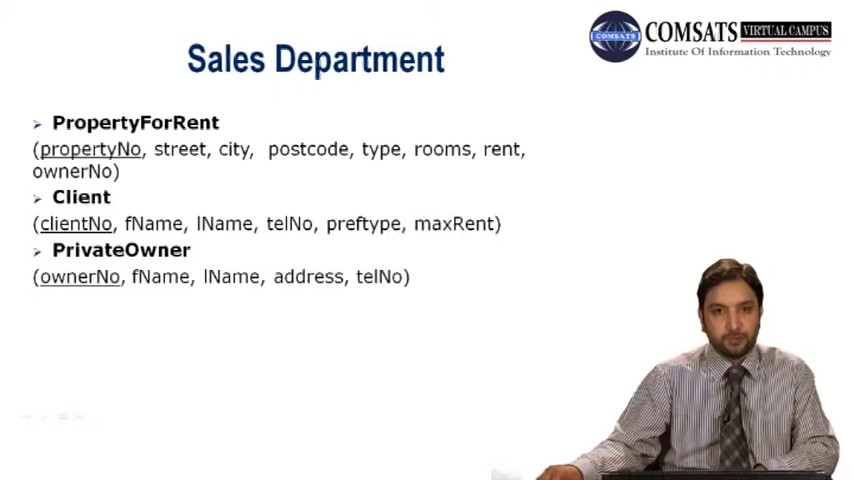 COMSATS VIRTUAL CAMPUS
COMSATS
Institute Of Information Technology
Sales Department
PropertyForRent
(propertyNo, street, city, postcode, type, rooms, rent,
ownerNo)
Client
(clientNo, fName, lName, telNo, preftype, maxRent)
PrivateOwner
(ownerNo, fName, lName, address, telNo)